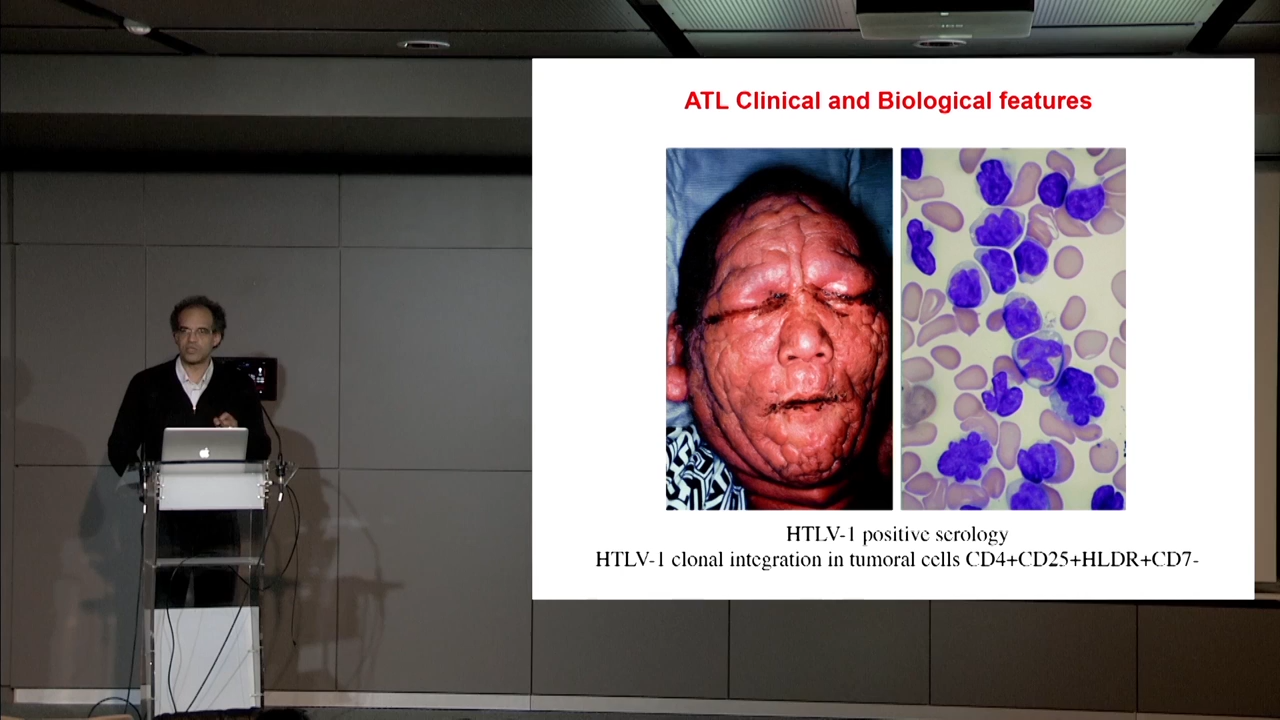 ATL Clinical and Biological features
HTLV-1 positive serology
HTLV-1 clonal integration in tumoral cells CD4+CD25+HLDR+CD7-